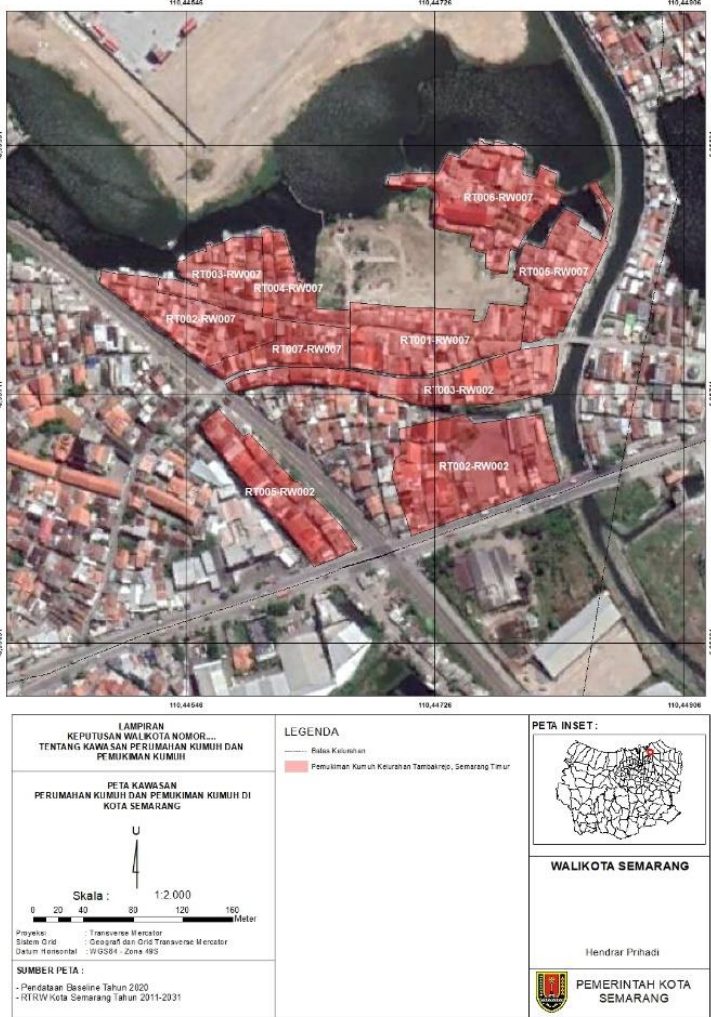 110,44646 110,44726 110,44806
RT006-RW007
RT005-RW007
RT003-RW007
RT004-RW007
RT002-RW007
RT007-RW007
RT001-RW007
RT003-RW002
RT002-RW002
RT005-RW002
110,44646 110,44726 110,44806
LAMPIRAN
KEPUTUSAN WALIKOTA NOMOR....
TENTANG KAWASAN PERUMAHAN KUMUH DAN
PEMUKIMAN KUMUH
PETA KAWASAN
PERUMAHAN KUMUH DAN PEMUKIMAN KUMUH DI
KOTA SEMARANG
U
Skala : 1:2.000
0 20 40 80 120 160
Meter
Proyeksi : Transverse Mercator
Sistem Grid : Geografi dan Grid Transverse Mercator
Datum Horisontal : WGS84 - Zona 49S
SUMBER PETA :
- Pendataan Baseline Tahun 2020
- RTRW Kota Semarang Tahun 2011-2031
LEGENDA
Batas Kelurahan
Pemukiman Kumuh Kelurahan Tambakrejo, Semarang Timur
PETA INSET :
WALIKOTA SEMARANG
Hendrar Prihadi
PEMERINTAH KOTA
SEMARANG